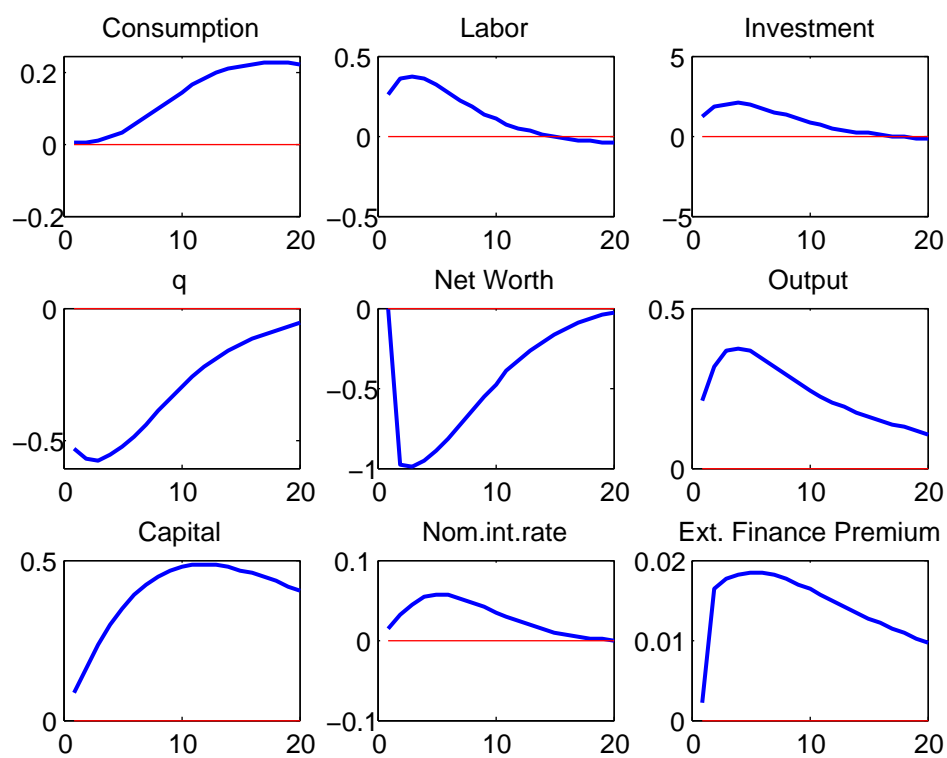 Consumption Labor Investment
0.2 0.5 5
0 0 0
−0.2 −0.5 −5
0 10 20 0 10 20 0 10 20
q Net Worth Output
0 0 0.5
−0.5 −0.5
−1 0
0 10 20 0 10 20 0 10 20
Capital Nom.int.rate Ext. Finance Premium
0.5 0.1 0.02
0 0.01
0 −0.1 0
0 10 20 0 10 20 0 10 20